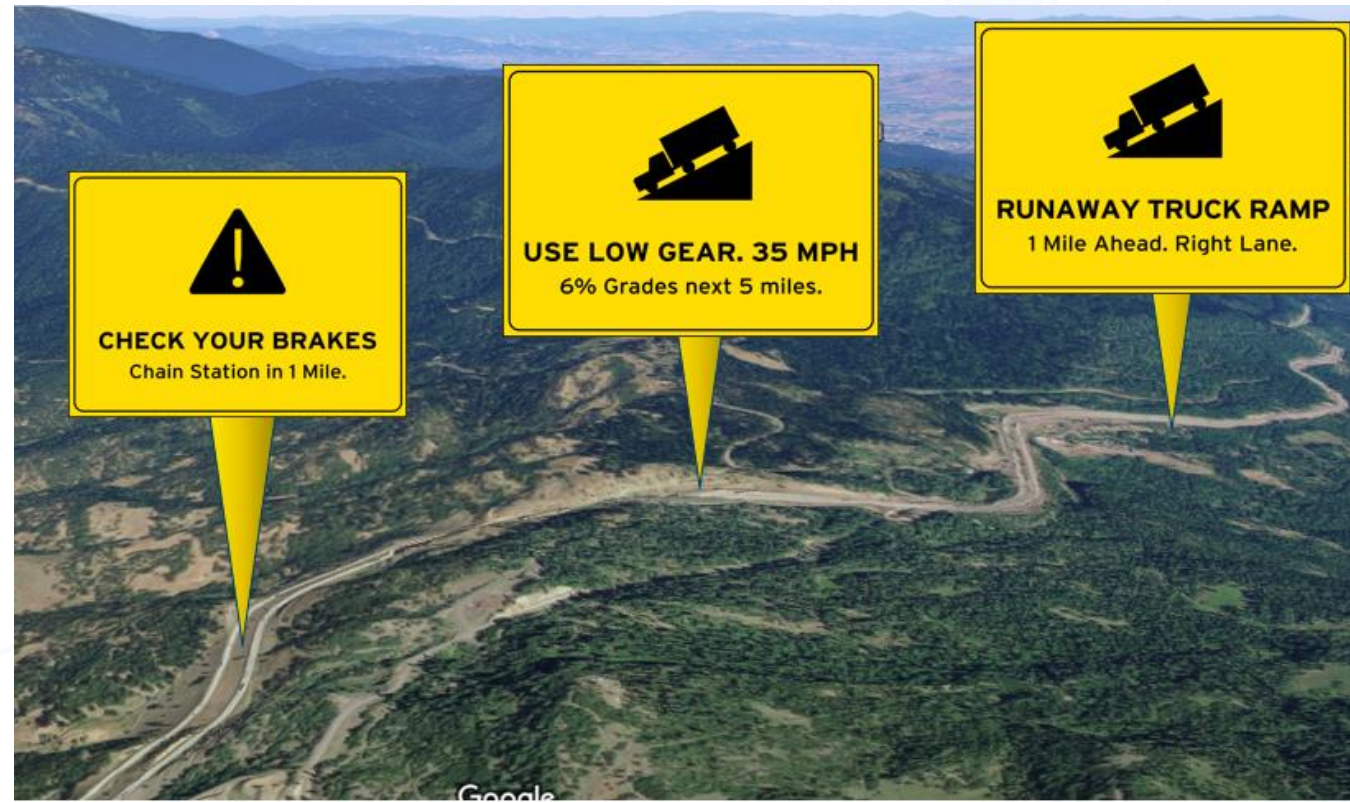 CHECK YOUR BRAKES
Chain Station in 1 Mile.
USE LOW GEAR. 35 MPH
6% Grades next 5 miles.
RUNAWAY TRUCK RAMP
1 Mile Ahead. Right Lane.
Google